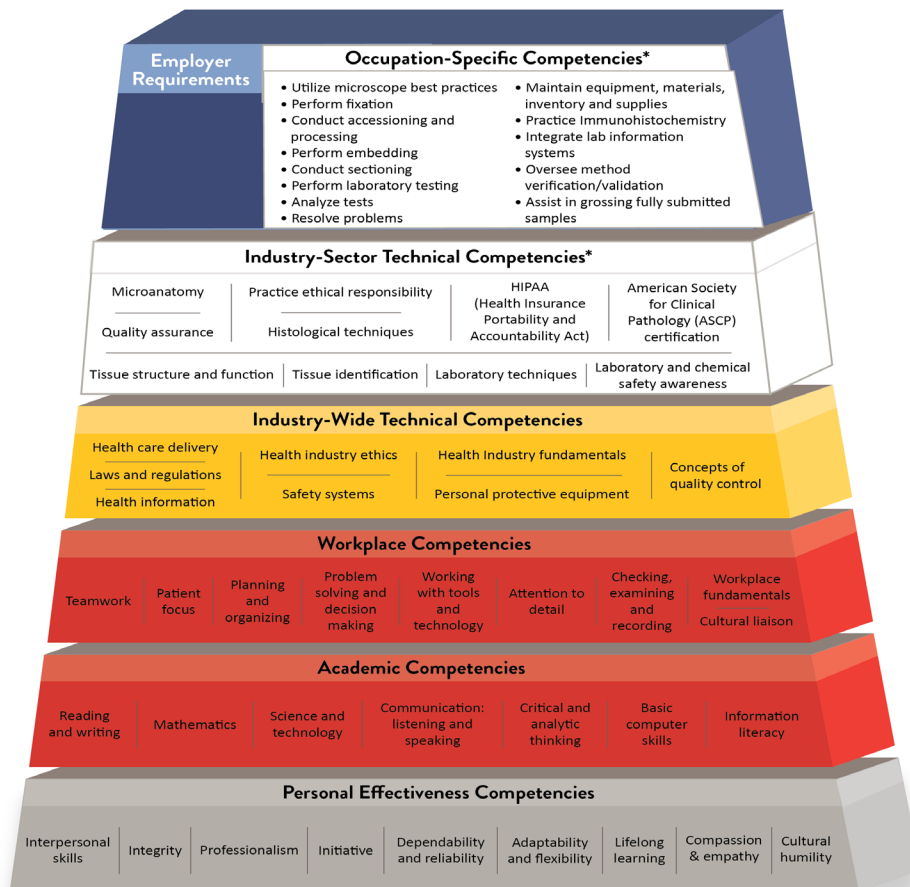 Employer
Requirements
Occupation-Specific Competencies*
• Utilize microscope best practices
• Perform fixation
• Conduct accessioning and
processing
• Perform embedding
• Conduct sectioning
• Perform laboratory testing
• Analyze tests
• Resolve problems
• Maintain equipment, materials,
inventory and supplies
• Practice Immunohistochemistry
• Integrate lab information
systems
• Oversee method
verification/validation
• Assist in grossing fully submitted
samples
Industry-Sector Technical Competencies*
Microanatomy
Quality assurance
Practice ethical responsibility
Histological techniques
HIPAA
(Health Insurance
Portability and
Accountability Act)
American Society
for Clinical
Pathology (ASCP)
certification
Tissue structure and function
Tissue identification
Laboratory techniques
Laboratory and chemical
safety awareness
Industry-Wide Technical Competencies
Health care delivery
Laws and regulations
Health information
Health industry ethics
Safety systems
Health Industry fundamentals
Personal protective equipment
Concepts of
quality control
Workplace Competencies
Teamwork
Patient
focus
Planning
and
organizing
Problem
solving and
decision
making
Working
with tools
and
technology
Attention to
detail
Checking,
examining
and
recording
Workplace
fundamentals
Cultural liaison
Academic Competencies
Reading
and writing
Mathematics
Science and
technology
Communication:
listening and
speaking
Critical and
analytic
thinking
Basic
computer
skills
Information
literacy
Personal Effectiveness Competencies
Interpersonal
skills
Integrity
Professionalism
Initiative
Dependability
and reliability
Adaptability
and flexibility
Lifelong
learning
Compassion
& empathy
Cultural
humility